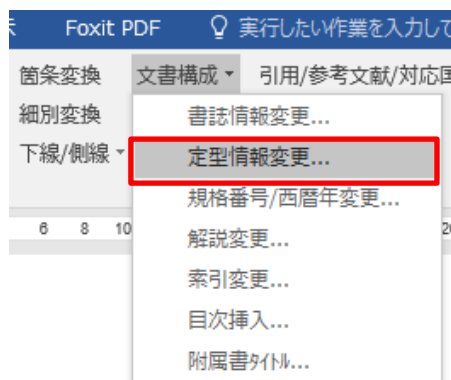 Foxit PDF 実行したい作業を入力して
箇条変換 文書構成 引用/参考文献/対応国
細別変換
下線/側線
書誌情報変更...
定型情報変更...
規格番号/西暦年変更...
6 8 10
解説変更...
索引変更...
目次挿入...
附属書ﾀｲﾄﾙ...